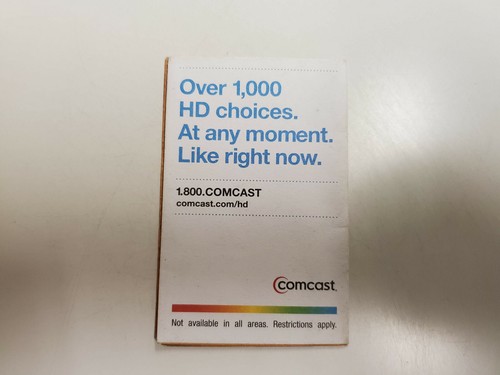 Over 1,000
HD choices.
At any moment.
Like right now.
1.800.COMCAST
comcast.com/hd
comcast.
Not available in all areas. Restrictions apply.